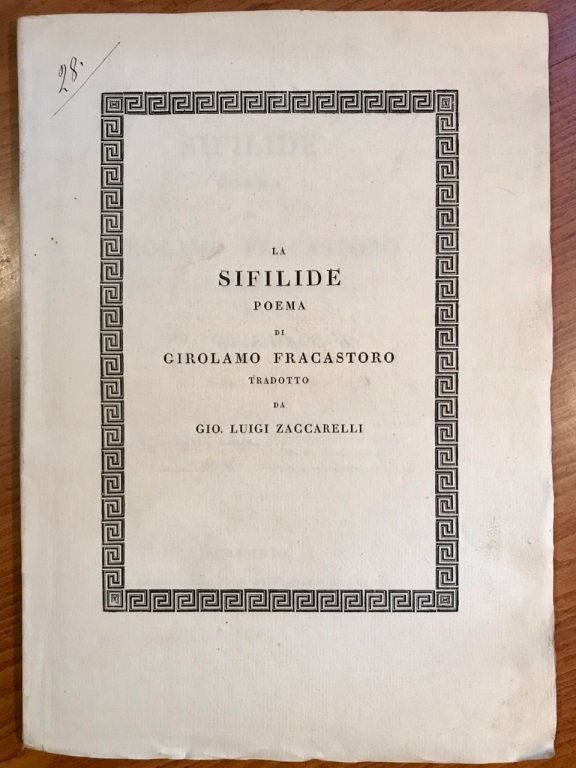 28.
LA
SIFILIDE
POEMA
DI
GIROLAMO FRACASTORO
TRADOTTO
DA
GIO. LUIGI ZACCARELLI